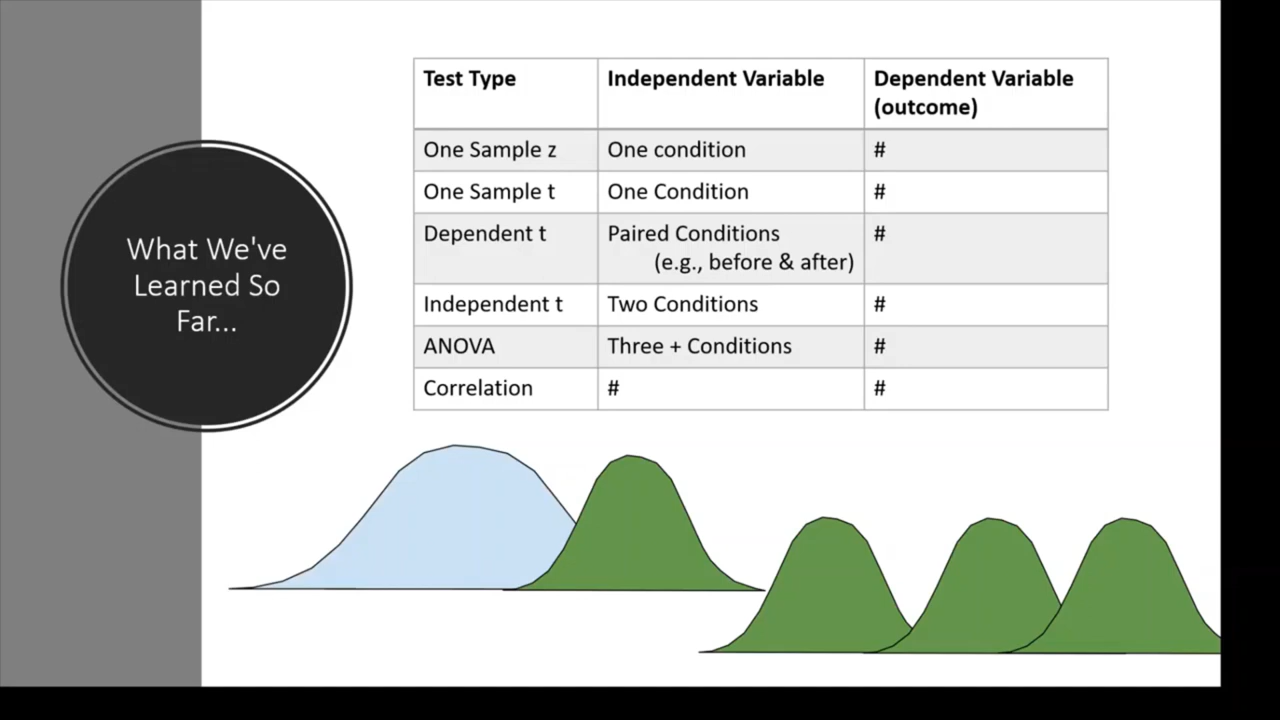 What We've
Learned So
Far...
Test Type Independent Variable Dependent Variable
(outcome)
One Sample z One condition #
One Sample t One Condition #
Dependent t Paired Conditions #
(e.g., before & after)
Independent t Two Conditions #
ANOVA Three + Conditions #
Correlation # #